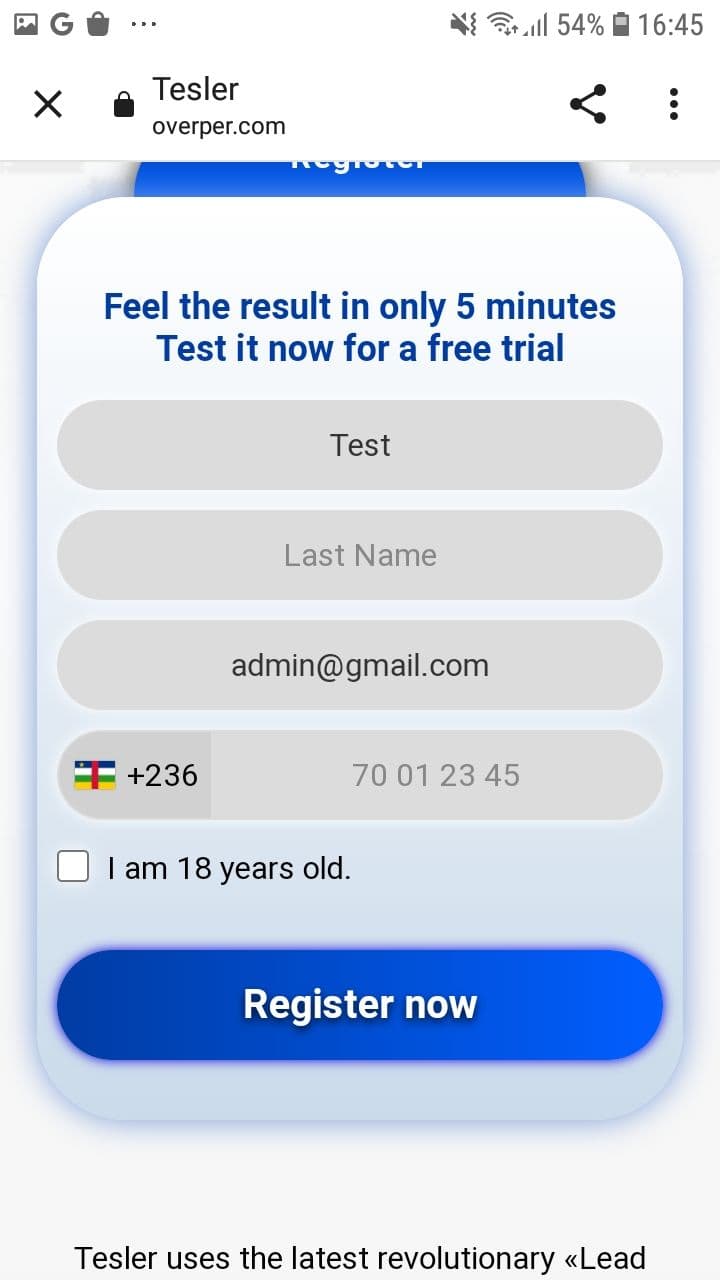 54% 16:45
Tesler
overper.com
Register
Feel the result in only 5 minutes
Test it now for a free trial
Test
Last Name
admin@gmail.com
+236 70 01 23 45
I am 18 years old.
Register now
Tesler uses the latest revolutionary «Lead